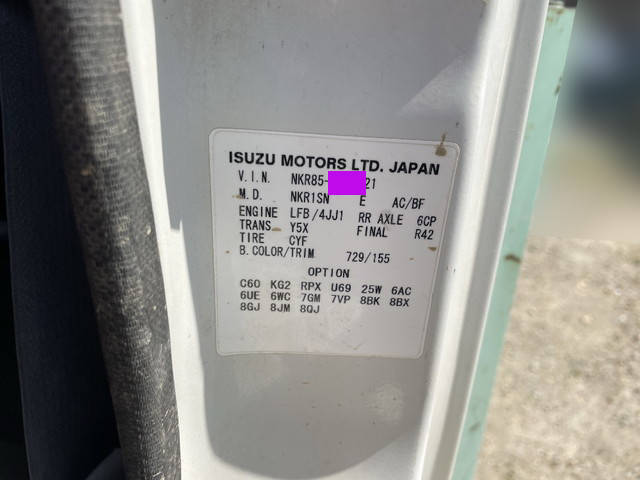 ISUZU MOTORS LTD. JAPAN
V.I.N. NKR85- 21
M.D. NKR1SN E AC/BF
ENGINE LFB/4JJ1 RR AXLE 6CP
TRANS. Y5X FINAL R42
TIRE CYF
B.COLOR/TRIM 729/155
OPTION
C60 KG2 RPX U69 25W 6AC
6UE 6WC 7GM 7VP 8BK 8BX
8GJ 8JM 8QJ